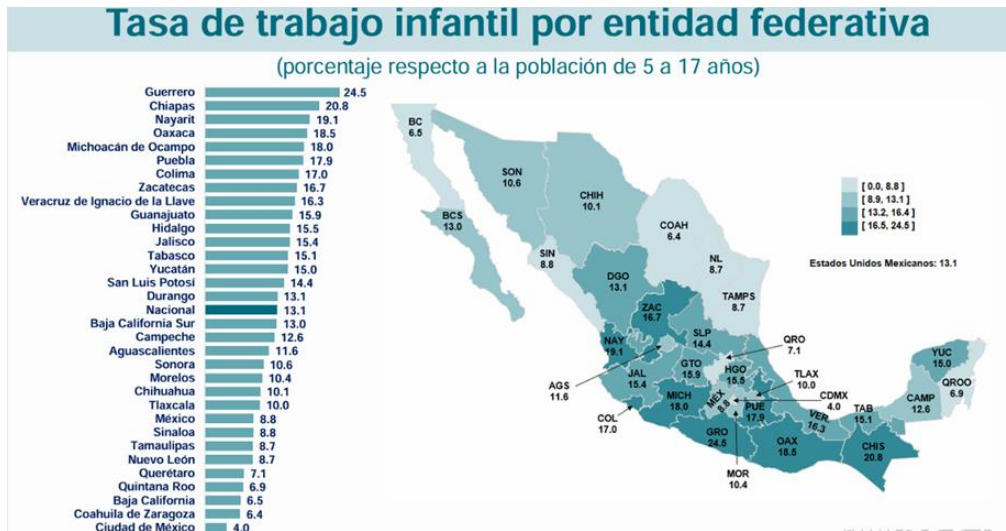 Tasa de trabajo infantil por entidad federativa
(porcentaje respecto a la población de 5 a 17 años)
Guerrero 24.5
Chiapas 20.8
Nayarit 19.1
Oaxaca 18.5
Michoacán de Ocampo 18.0
Puebla 17.9
Colima 17.0
Zacatecas 16.7
Veracruz de Ignacio de la Llave 16.3
Guanajuato 15.9
Hidalgo 15.5
Jalisco 15.4
Tabasco 15.1
Yucatán 15.0
San Luis Potosí 14.4
Durango 13.1
Nacional 13.1
Baja California Sur 13.0
Campeche 12.6
Aguascalientes 11.6
Sonora 10.6
Morelos 10.4
Chihuahua 10.1
Tlaxcala 10.0
México 8.8
Sinaloa 8.8
Tamaulipas 8.7
Nuevo León 8.7
Querétaro 7.1
Quintana Roo 6.9
Baja California 6.5
Coahuila de Zaragoza 6.4
Ciudad de México 4.0
BC
6.5
SON
10.6
CHIH
10.1
BCS
13.0
COAH
6.4
SIN
8.8
NL
8.7
DGO
13.1
TAMPS
8.7
ZAC
16.7
SLP
14.4
NAY
19.1
QRO
7.1
AGS
11.6
JAL
15.4
GTO
15.9
HGO
15.5
TLAX
10.0
CDMX
4.0
COL
17.0
MICH
18.0
MEX
8.8
PUE
17.9
VER
16.3
TAB
15.1
YUC
15.0
QROO
6.9
CAMP
12.6
GRO
24.5
MOR
10.4
OAX
18.5
CHIS
20.8
[ 0.0, 8.8 ]
[ 8.9, 13.1 ]
[ 13.2, 16.4 ]
[ 16.5, 24.5 ]
Estados Unidos Mexicanos: 13.1